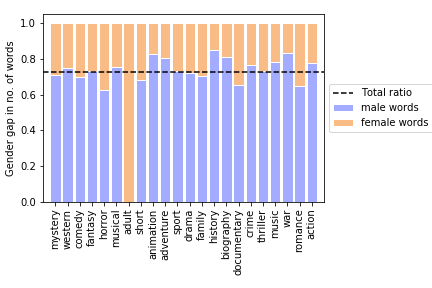 Gender gap in no. of words
1.0
0.8
0.6
0.4
0.2
0.0
mystery
western
comedy
fantasy
horror
musical
adult
short
animation
adventure
sport
drama
family
history
biography
documentary
crime
thriller
music
war
romance
action
Total ratio
male words
female words